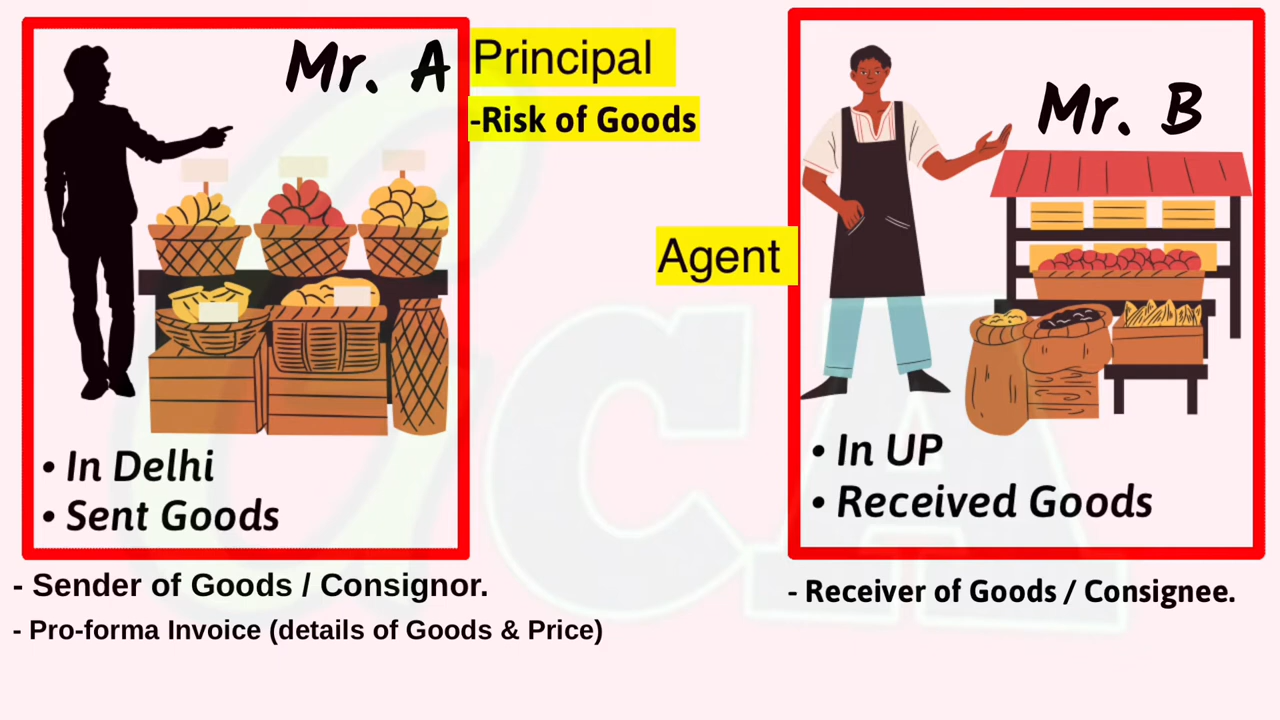 Mr. A
Principal
-Risk of Goods
Mr. B
Agent
• In Delhi
• Sent Goods
• In UP
• Received Goods
- Sender of Goods / Consignor.
- Pro-forma Invoice (details of Goods & Price)
- Receiver of Goods / Consignee.
CA